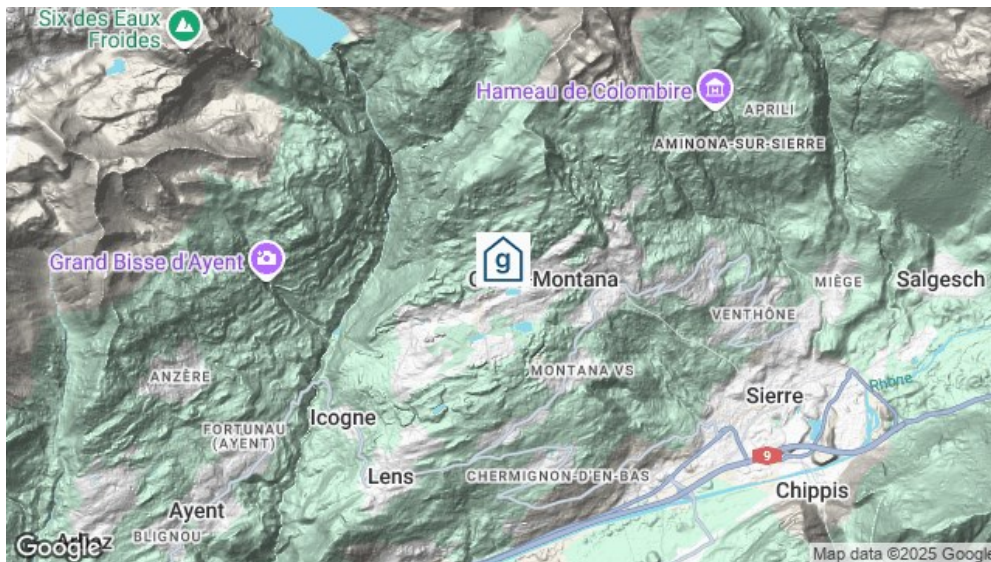 Six des Eaux
Froides
Hameau de Colombire
APRILI
AMINONA-SUR-SIERRE
Grand Bisse d'Ayent
g
Montana
MIÈGE
Salgesch
VENTHÔNE
ANZÈRE
MONTANA VS
Sierre
Rhône
Icogne
FORTUNAU
(AYENT)
9
Lens
CHERMIGNON-D'EN-BAS
Chippis
Ayent
BLIGNOU
Google
Map data ©2025 Google